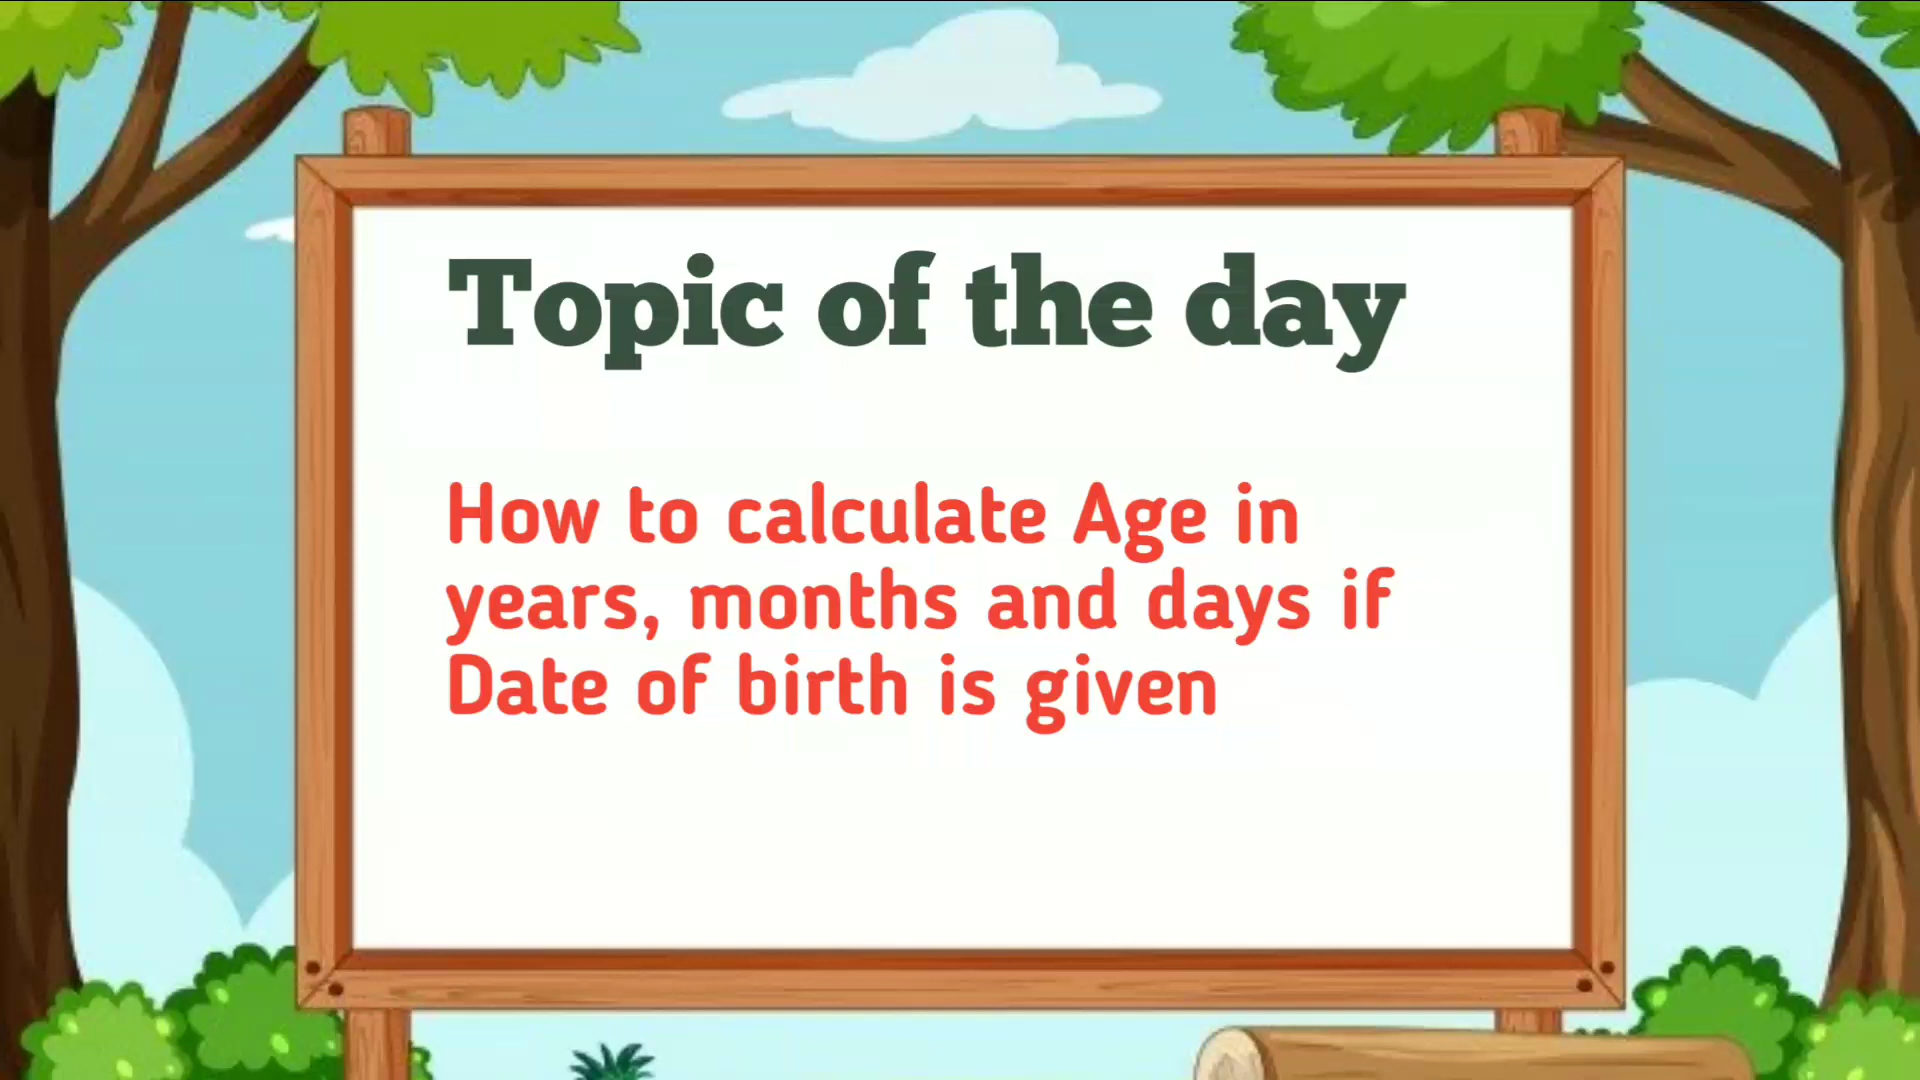 Topic of the day
How to calculate Age in
years, months and days if
Date of birth is given